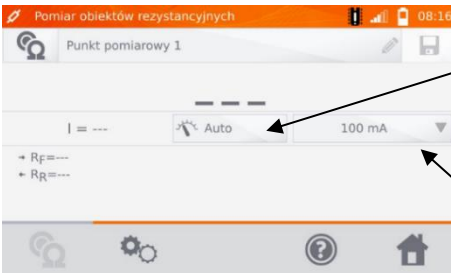 Pomiar obiektów rezystancyjnych 08:16
Punkt pomiarowy 1
---
I = --- Auto 100 mA
→ RF=---
← RR=---